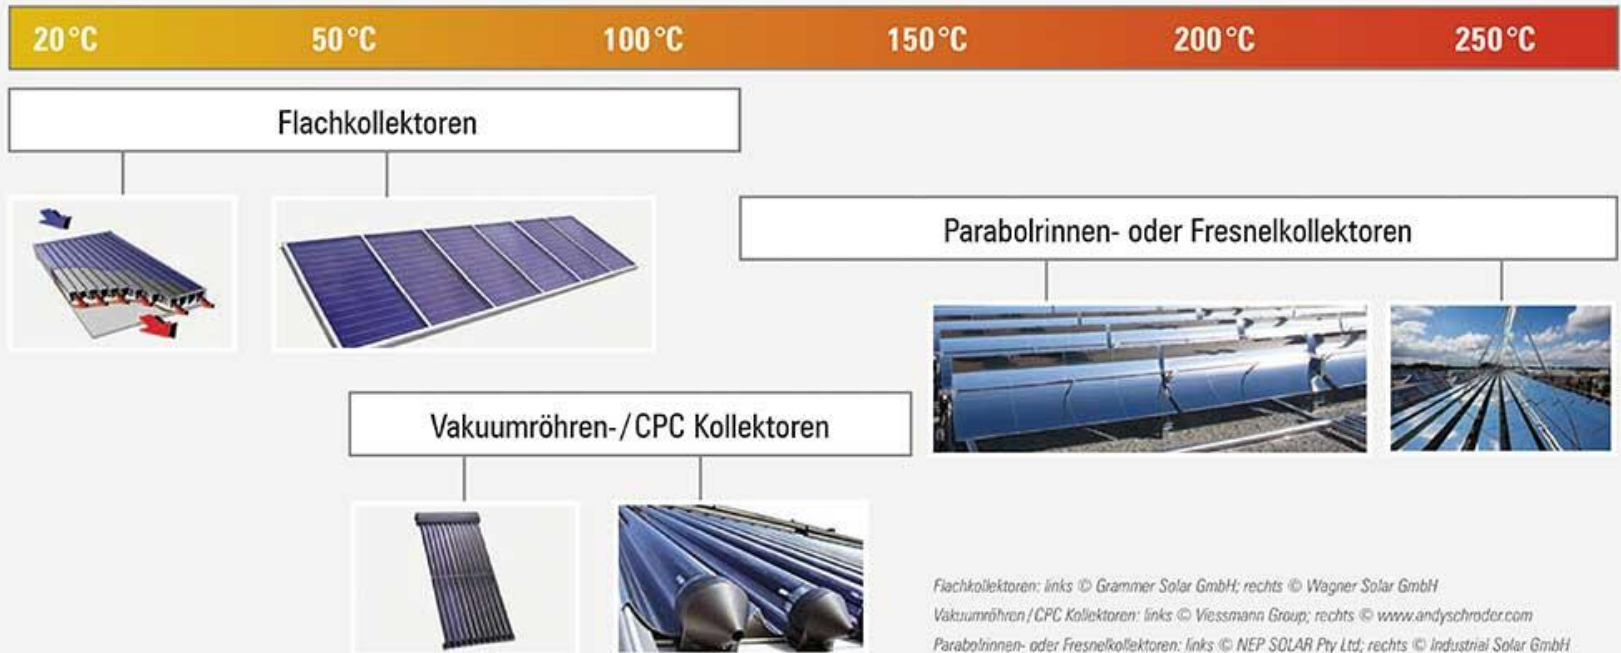 20°C 50°C 100°C 150°C 200°C 250°C
Flachkollektoren
Parabolrinnen- oder Fresnelkollektoren
Vakuumröhren-/CPC Kollektoren
Flachkollektoren: links © Grammer Solar GmbH; rechts © Wagner Solar GmbH
Vakuumröhren/CPC Kollektoren: links © Viessmann Group; rechts © www.andyschroder.com
Parabolrinnen- oder Fresnelkollektoren: links © NEP SOLAR Pty Ltd; rechts © Industrial Solar GmbH